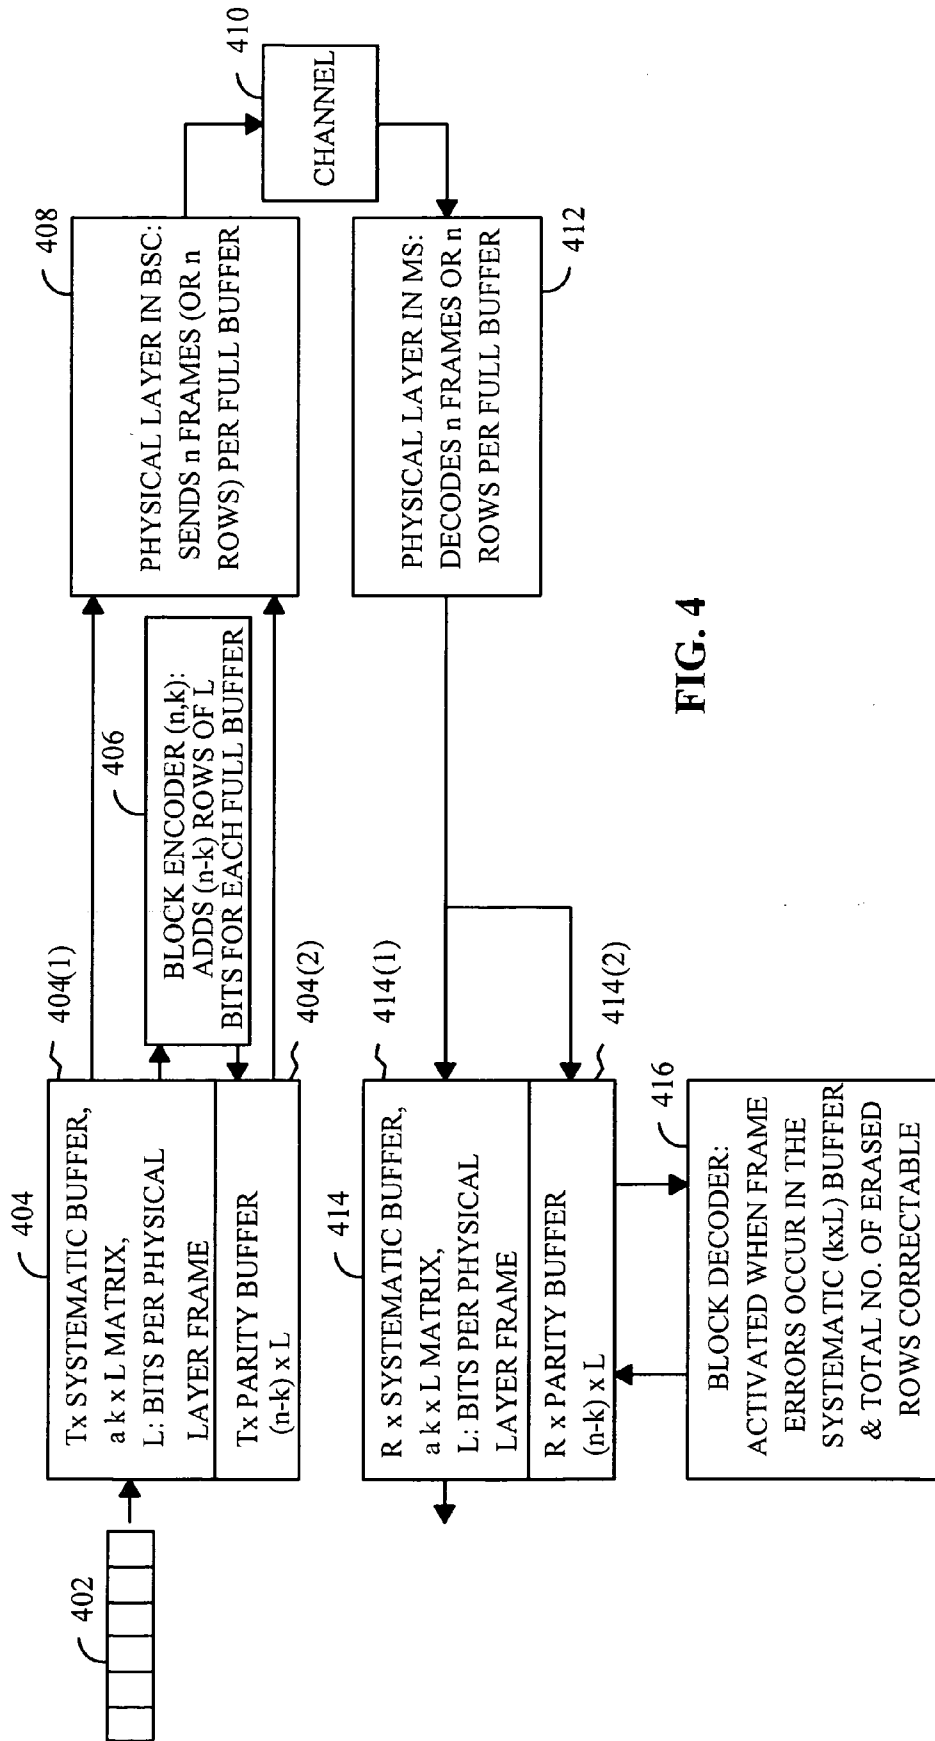 402
404
Tx SYSTEMATIC BUFFER,
a k x L MATRIX,
L: BITS PER PHYSICAL
LAYER FRAME
404(1)
Tx PARITY BUFFER
(n-k) x L
404(2)
406
BLOCK ENCODER (n,k):
ADDS (n-k) ROWS OF L
BITS FOR EACH FULL BUFFER
408
PHYSICAL LAYER IN BSC:
SENDS n FRAMES (OR n
ROWS) PER FULL BUFFER
410
CHANNEL
412
PHYSICAL LAYER IN MS:
DECODES n FRAMES OR n
ROWS PER FULL BUFFER
414
R x SYSTEMATIC BUFFER,
a k x L MATRIX,
L: BITS PER PHYSICAL
LAYER FRAME
414(1)
R x PARITY BUFFER
(n-k) x L
414(2)
416
BLOCK DECODER:
ACTIVATED WHEN FRAME
ERRORS OCCUR IN THE
SYSTEMATIC (kxL) BUFFER
& TOTAL NO. OF ERASED
ROWS CORRECTABLE
FIG. 4